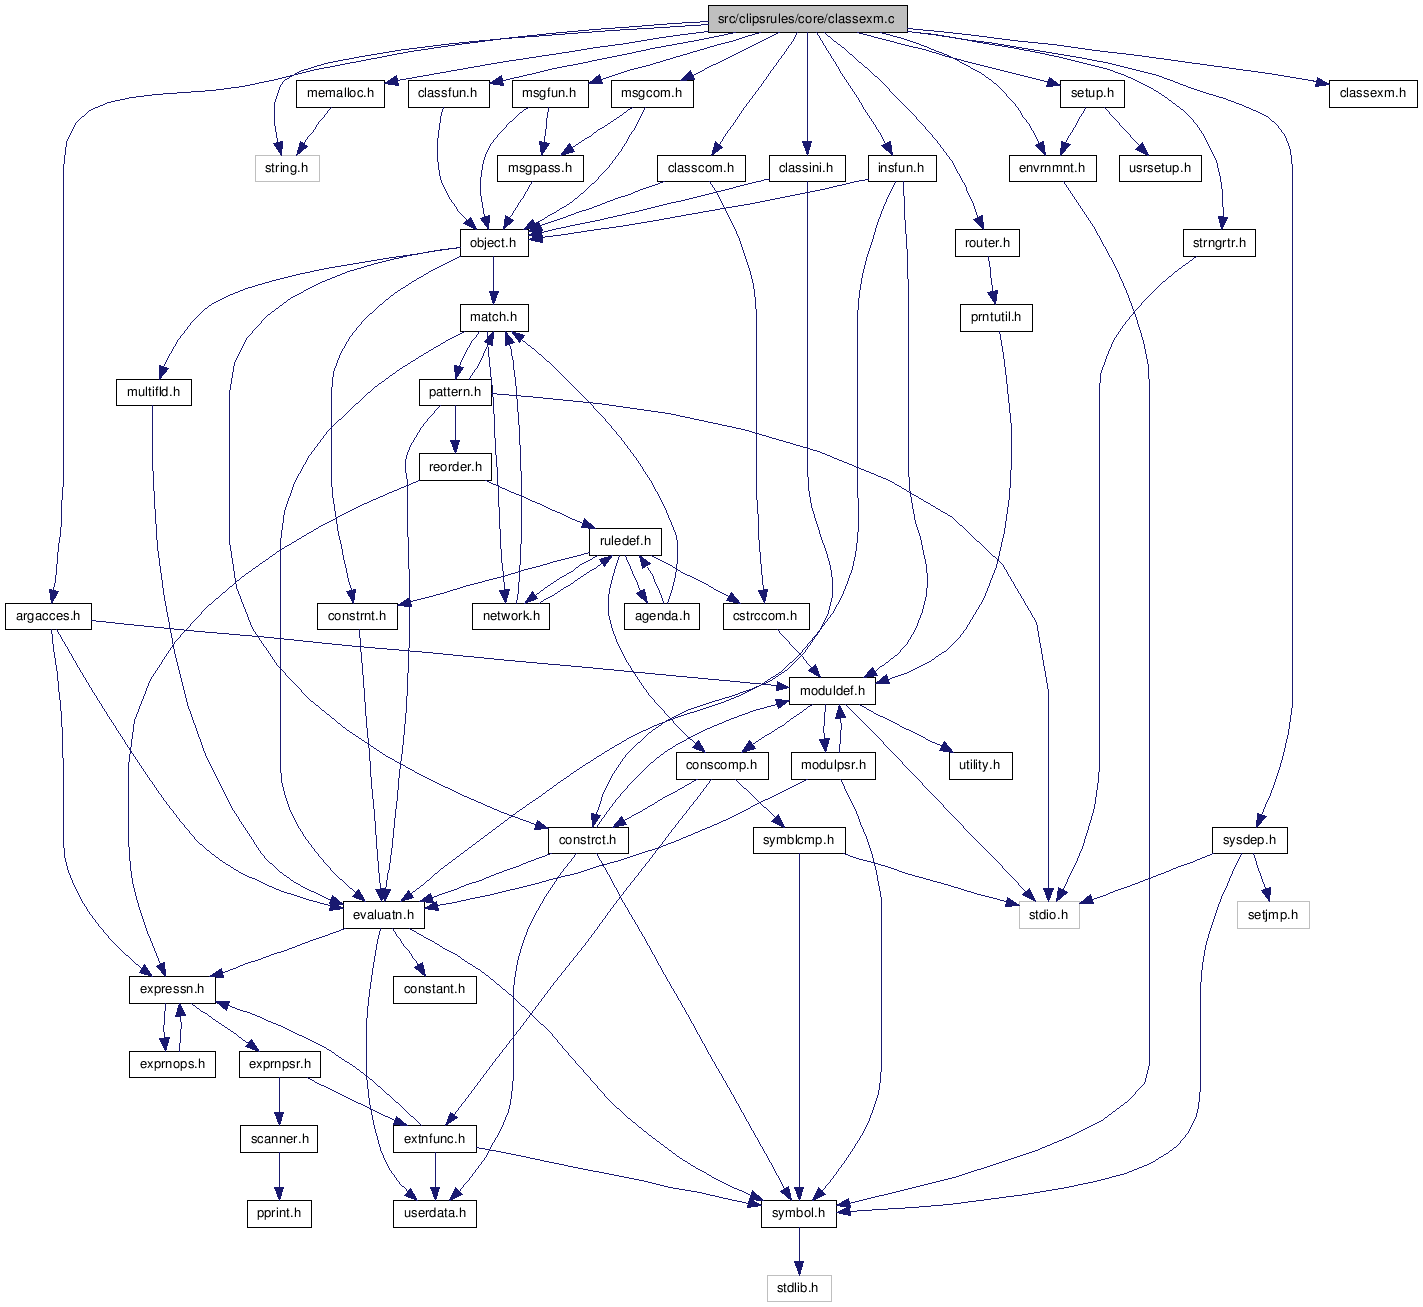 src/clipsrules/core/classexm.c
memalloc.h
classfun.h
msgfun.h
msgcom.h
setup.h
classexm.h
string.h
msgpass.h
classcom.h
classini.h
insfun.h
envrnmnt.h
usrsetup.h
object.h
router.h
strngrtr.h
match.h
prntutil.h
multifld.h
pattern.h
reorder.h
ruledef.h
argacces.h
constrnt.h
network.h
agenda.h
cstrccom.h
moduldef.h
conscomp.h
modulpsr.h
utility.h
constrct.h
symblcmp.h
sysdep.h
evaluatn.h
stdio.h
setjmp.h
expressn.h
constant.h
exprnops.h
exprnpsr.h
scanner.h
extnfunc.h
pprint.h
userdata.h
symbol.h
stdlib.h